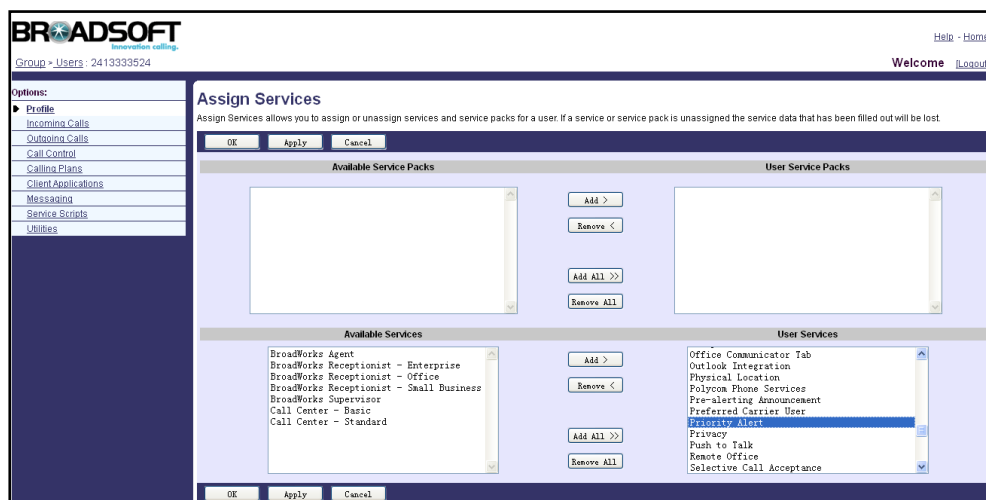 BROADSOFT
Innovation calling.
Help - Home
Group > Users : 2413333524
Welcome [Logout
Options:
Profile
Incoming Calls
Outgoing Calls
Call Control
Calling Plans
Client Applications
Messaging
Service Scripts
Utilities
Assign Services
Assign Services allows you to assign or unassign services and service packs for a user. If a service or service pack is unassigned the service data that has been filled out will be lost.
OK Apply Cancel
Available Service Packs User Service Packs
Add >
Remove <
Add All >>
Remove All
Available Services User Services
BroadWorks Agent
BroadWorks Receptionist - Enterprise
BroadWorks Receptionist - Office
BroadWorks Receptionist - Small Business
BroadWorks Supervisor
Call Center - Basic
Call Center - Standard
Add >
Remove <
Add All >>
Remove All
Office Communicator Tab
Outlook Integration
Physical Location
Polycom Phone Services
Pre-alerting Announcement
Preferred Carrier User
Priority Alert
Privacy
Push to Talk
Remote Office
Selective Call Acceptance
OK Apply Cancel